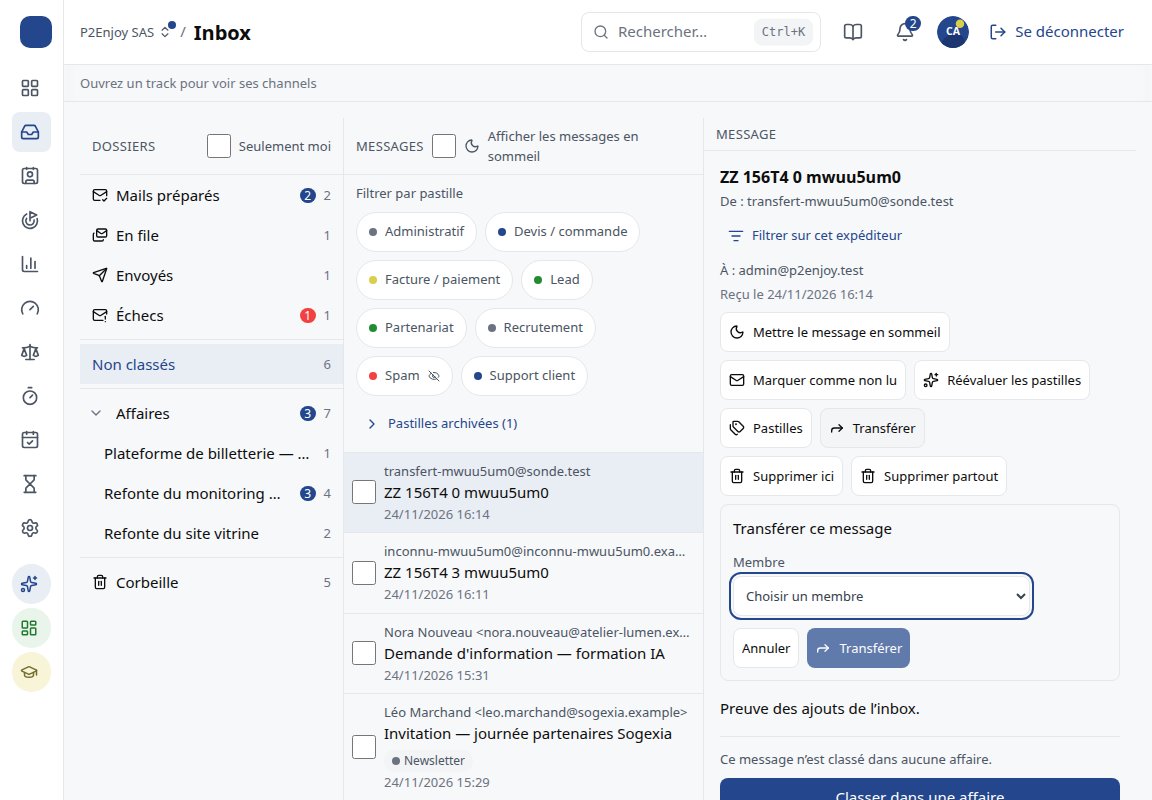 P2Enjoy SAS / Inbox
Rechercher... Ctrl+K
2
CA
Se déconnecter
Ouvrez un track pour voir ses channels
DOSSIERS
Seulement moi
Mails préparés 2 2
En file 1
Envoyés 1
Échecs 1 1
Non classés 6
Affaires 3 7
Plateforme de billetterie — ... 1
Refonte du monitoring ... 3 4
Refonte du site vitrine 2
Corbeille 5
MESSAGES
Afficher les messages en
sommeil
Filtrer par pastille
Administratif
Devis / commande
Facture / paiement
Lead
Partenariat
Recrutement
Spam
Support client
Pastilles archivées (1)
transfert-mwuu5um0@sonde.test
ZZ 156T4 0 mwuu5um0
24/11/2026 16:14
inconnu-mwuu5um0@inconnu-mwuu5um0.exa...
ZZ 156T4 3 mwuu5um0
24/11/2026 16:11
Nora Nouveau <nora.nouveau@atelier-lumen.ex...
Demande d'information — formation IA
24/11/2026 15:31
Léo Marchand <leo.marchand@sogexia.example>
Invitation — journée partenaires Sogexia
Newsletter
24/11/2026 15:29
MESSAGE
ZZ 156T4 0 mwuu5um0
De : transfert-mwuu5um0@sonde.test
Filtrer sur cet expéditeur
À : admin@p2enjoy.test
Reçu le 24/11/2026 16:14
Mettre le message en sommeil
Marquer comme non lu
Réévaluer les pastilles
Pastilles
Transférer
Supprimer ici
Supprimer partout
Transférer ce message
Membre
Choisir un membre
Annuler
Transférer
Preuve des ajouts de l’inbox.
Ce message n’est classé dans aucune affaire.
Classer dans une affaire